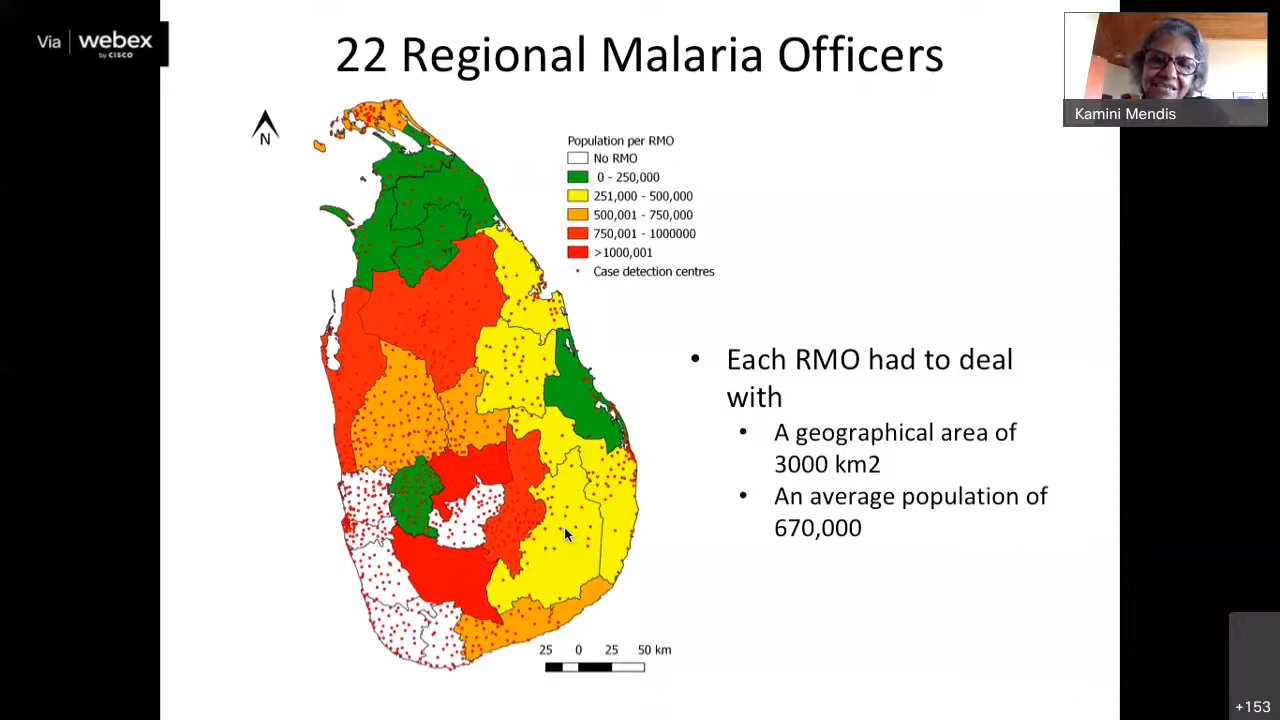 Via webex
by CISCO
22 Regional Malaria Officers
Kamini Mendis
N
Population per RMO
No RMO
0 - 250,000
251,000 - 500,000
500,001 - 750,000
750,001 - 1000000
>1000,001
Case detection centres
• Each RMO had to deal
with
• A geographical area of
3000 km2
• An average population of
670,000
25 0 25 50 km
+153